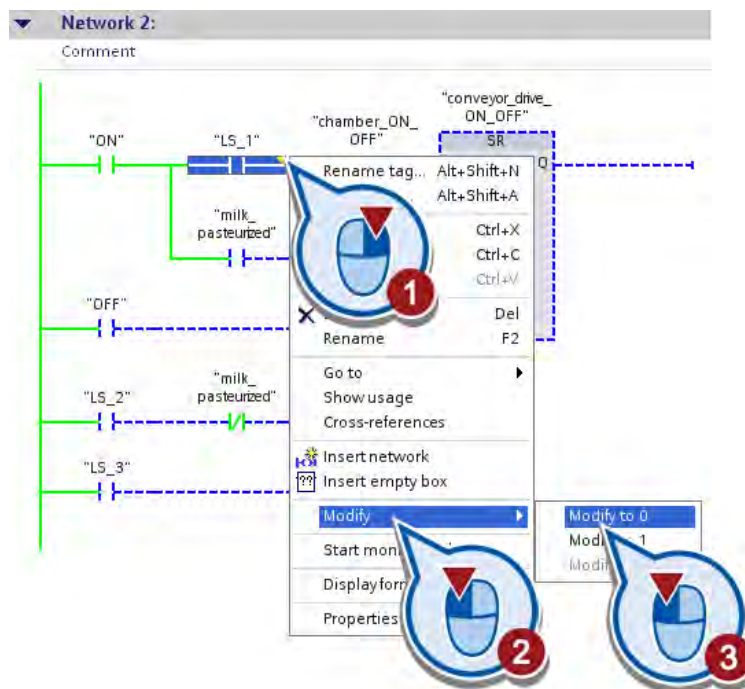 Network 2:
Comment
"conveyor_drive_
ON_OFF"
"chamber_ON_
OFF"
"ON"
"LS_1"
SR
Q
Rename tag... Alt+Shift+N
Alt+Shift+A
"milk_
pasteurized"
Ctrl+X
Ctrl+C
Ctrl+V
1
"OFF"
Del
Rename F2
"milk_
pasteurized"
Go to
"LS_2"
Show usage
Cross-references
"LS_3"
Insert network
?? Insert empty box
Modify
Modify to 0
Start
1
Display
Properties
2
3